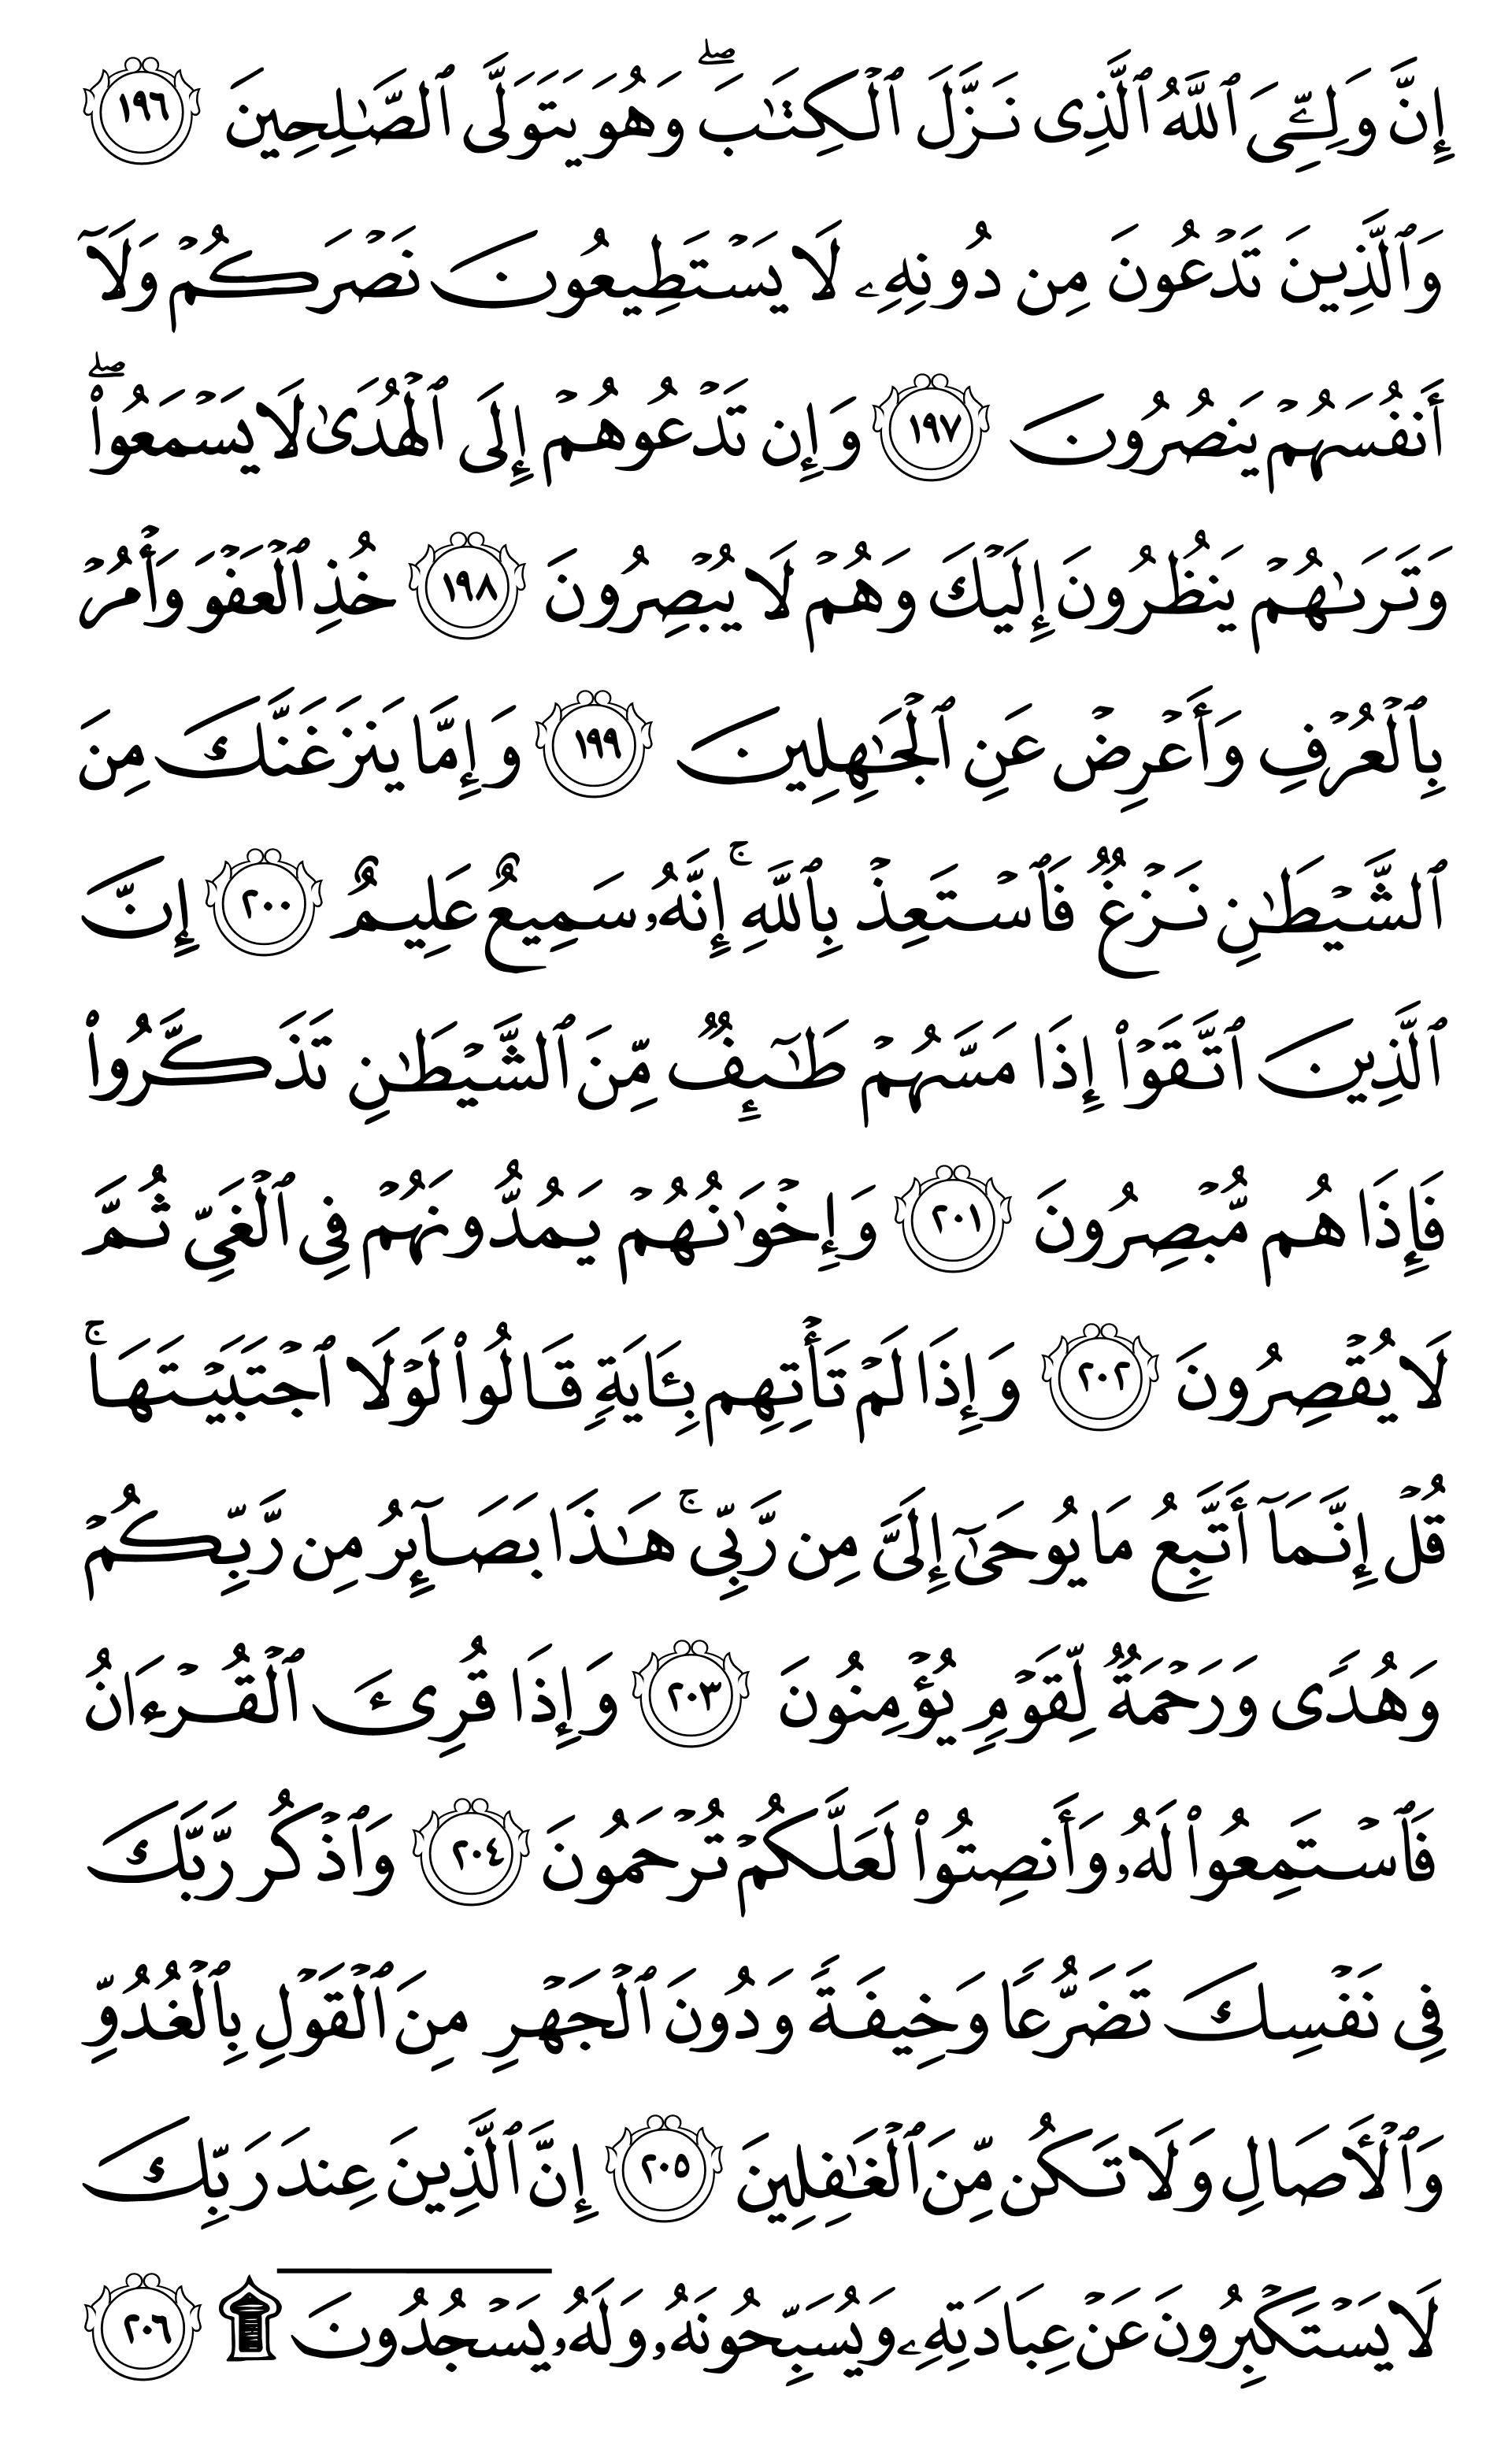 إِنَّ وَلِـِّۧيَ ٱللَّهُ ٱلَّذِى نَزَّلَ ٱلْكِتَٰبَ ۖ وَهُوَ يَتَوَلَّى ٱلصَّٰلِحِينَ ١٩٦
وَٱلَّذِينَ تَدْعُونَ مِن دُونِهِۦ لَا يَسْتَطِيعُونَ نَصْرَكُمْ وَلَآ
أَنفُسَهُمْ يَنصُرُونَ ١٩٧ وَإِن تَدْعُوهُمْ إِلَى ٱلْهُدَىٰ لَا يَسْمَعُوا۟ ۖ
وَتَرَىٰهُمْ يَنظُرُونَ إِلَيْكَ وَهُمْ لَا يُبْصِرُونَ ١٩٨ خُذِ ٱلْعَفْوَ وَأْمُرْ
بِٱلْعُرْفِ وَأَعْرِضْ عَنِ ٱلْجَٰهِلِينَ ١٩٩ وَإِمَّا يَنزَغَنَّكَ مِنَ
ٱلشَّيْطَٰنِ نَزْغٌ فَٱسْتَعِذْ بِٱللَّهِ ۚ إِنَّهُۥ سَمِيعٌ عَلِيمٌ ٢٠٠ إِنَّ
ٱلَّذِينَ ٱتَّقَوْا۟ إِذَا مَسَّهُمْ طَٰٓئِفٌ مِّنَ ٱلشَّيْطَٰنِ تَذَكَّرُوا۟
فَإِذَا هُم مُّبْصِرُونَ ٢٠١ وَإِخْوَٰنُهُمْ يَمُدُّونَهُمْ فِى ٱلْغَىِّ ثُمَّ
لَا يُقْصِرُونَ ٢٠٢ وَإِذَا لَمْ تَأْتِهِم بِـَٔايَةٍ قَالُوا۟ لَوْلَا ٱجْتَبَيْتَهَا ۚ
قُلْ إِنَّمَآ أَتَّبِعُ مَا يُوحَىٰٓ إِلَىَّ مِن رَّبِّى ۚ هَٰذَا بَصَآئِرُ مِن رَّبِّكُمْ
وَهُدًى وَرَحْمَةٌ لِّقَوْمٍ يُؤْمِنُونَ ٢٠٣ وَإِذَا قُرِئَ ٱلْقُرْءَانُ
فَٱسْتَمِعُوا۟ لَهُۥ وَأَنصِتُوا۟ لَعَلَّكُمْ تُرْحَمُونَ ٢٠٤ وَٱذْكُر رَّبَّكَ
فِى نَفْسِكَ تَضَرُّعًا وَخِيفَةً وَدُونَ ٱلْجَهْرِ مِنَ ٱلْقَوْلِ بِٱلْغُدُوِّ
وَٱلْأَصَالِ وَلَا تَكُن مِّنَ ٱلْغَٰفِلِينَ ٢٠٥ إِنَّ ٱلَّذِينَ عِندَ رَبِّكَ
لَا يَسْتَكْبِرُونَ عَنْ عِبَادَتِهِۦ وَيُسَبِّحُونَهُۥ وَلَهُۥ يَسْجُدُونَ ۩ ٢٠٦